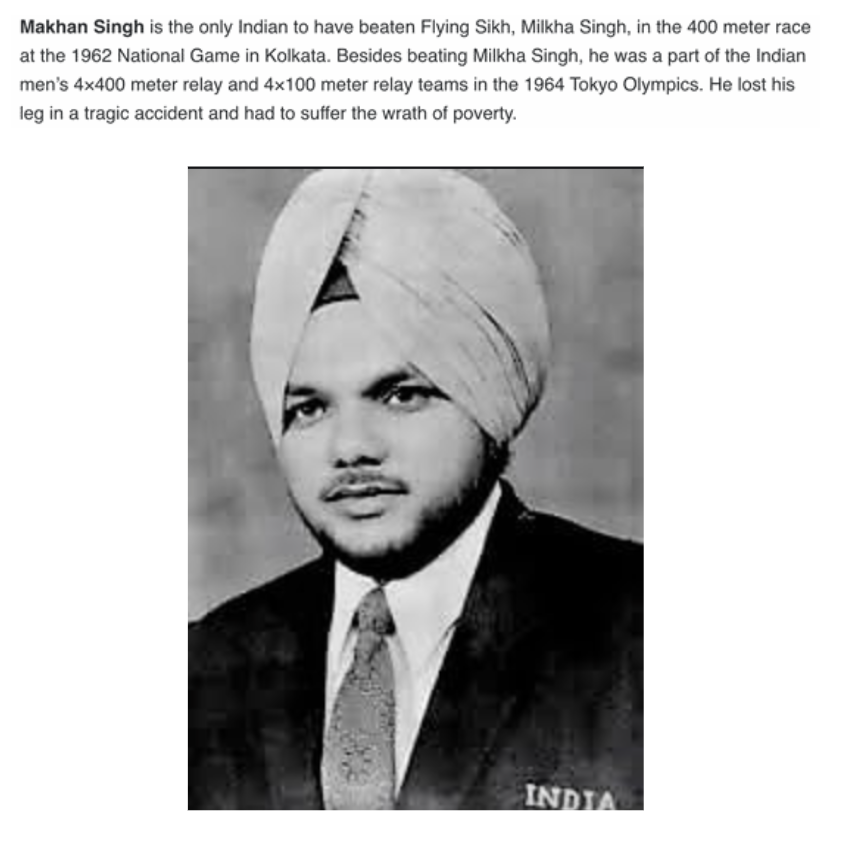 Makhan Singh is the only Indian to have beaten Flying Sikh, Milkha Singh, in the 400 meter race
at the 1962 National Game in Kolkata. Besides beating Milkha Singh, he was a part of the Indian
men’s 4×400 meter relay and 4×100 meter relay teams in the 1964 Tokyo Olympics. He lost his
leg in a tragic accident and had to suffer the wrath of poverty.
INDIA